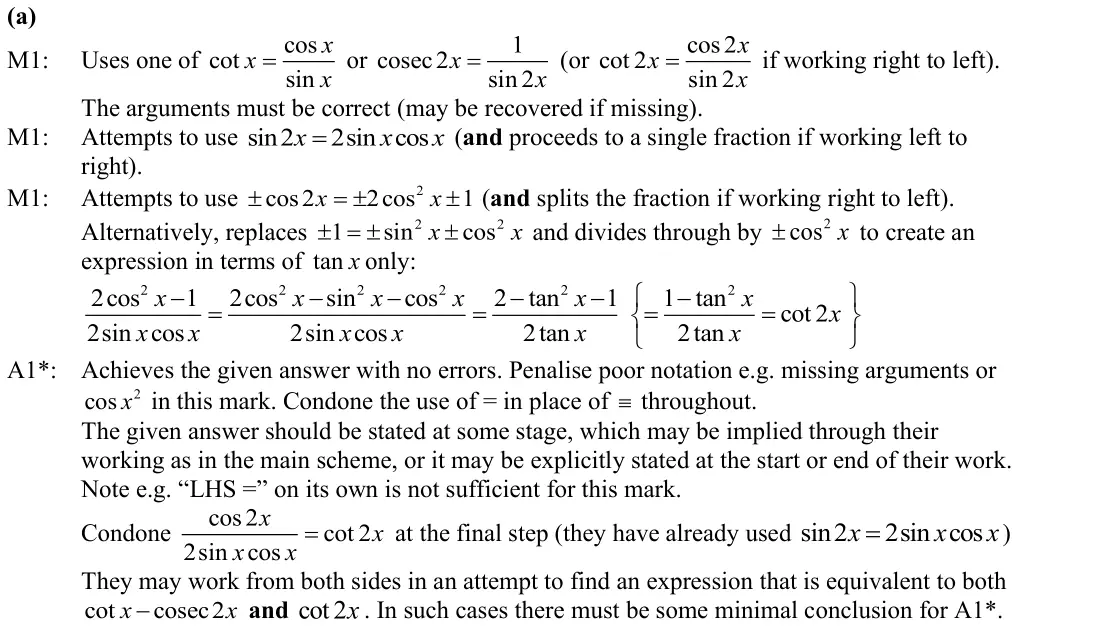 (a)
M1: Uses one of cot x = cos x / sin x or cosec 2x = 1 / sin 2x (or cot 2x = cos 2x / sin 2x if working right to left).
The arguments must be correct (may be recovered if missing).
M1: Attempts to use sin 2x = 2 sin x cos x (and proceeds to a single fraction if working left to
right).
M1: Attempts to use ± cos 2x = ±2 cos² x ± 1 (and splits the fraction if working right to left).
Alternatively, replaces ±1 = ± sin² x ± cos² x and divides through by ± cos² x to create an
expression in terms of tan x only:
(2 cos² x − 1) / (2 sin x cos x) = (2 cos² x − sin² x − cos² x) / (2 sin x cos x) = (2 − tan² x − 1) / (2 tan x) { = (1 − tan² x) / (2 tan x) = cot 2x }
A1*: Achieves the given answer with no errors. Penalise poor notation e.g. missing arguments or
cos x² in this mark. Condone the use of = in place of ≡ throughout.
The given answer should be stated at some stage, which may be implied through their
working as in the main scheme, or it may be explicitly stated at the start or end of their work.
Note e.g. “LHS =” on its own is not sufficient for this mark.
Condone cos 2x / (2 sin x cos x) = cot 2x at the final step (they have already used sin 2x = 2 sin x cos x)
They may work from both sides in an attempt to find an expression that is equivalent to both
cot x − cosec 2x and cot 2x. In such cases there must be some minimal conclusion for A1*.